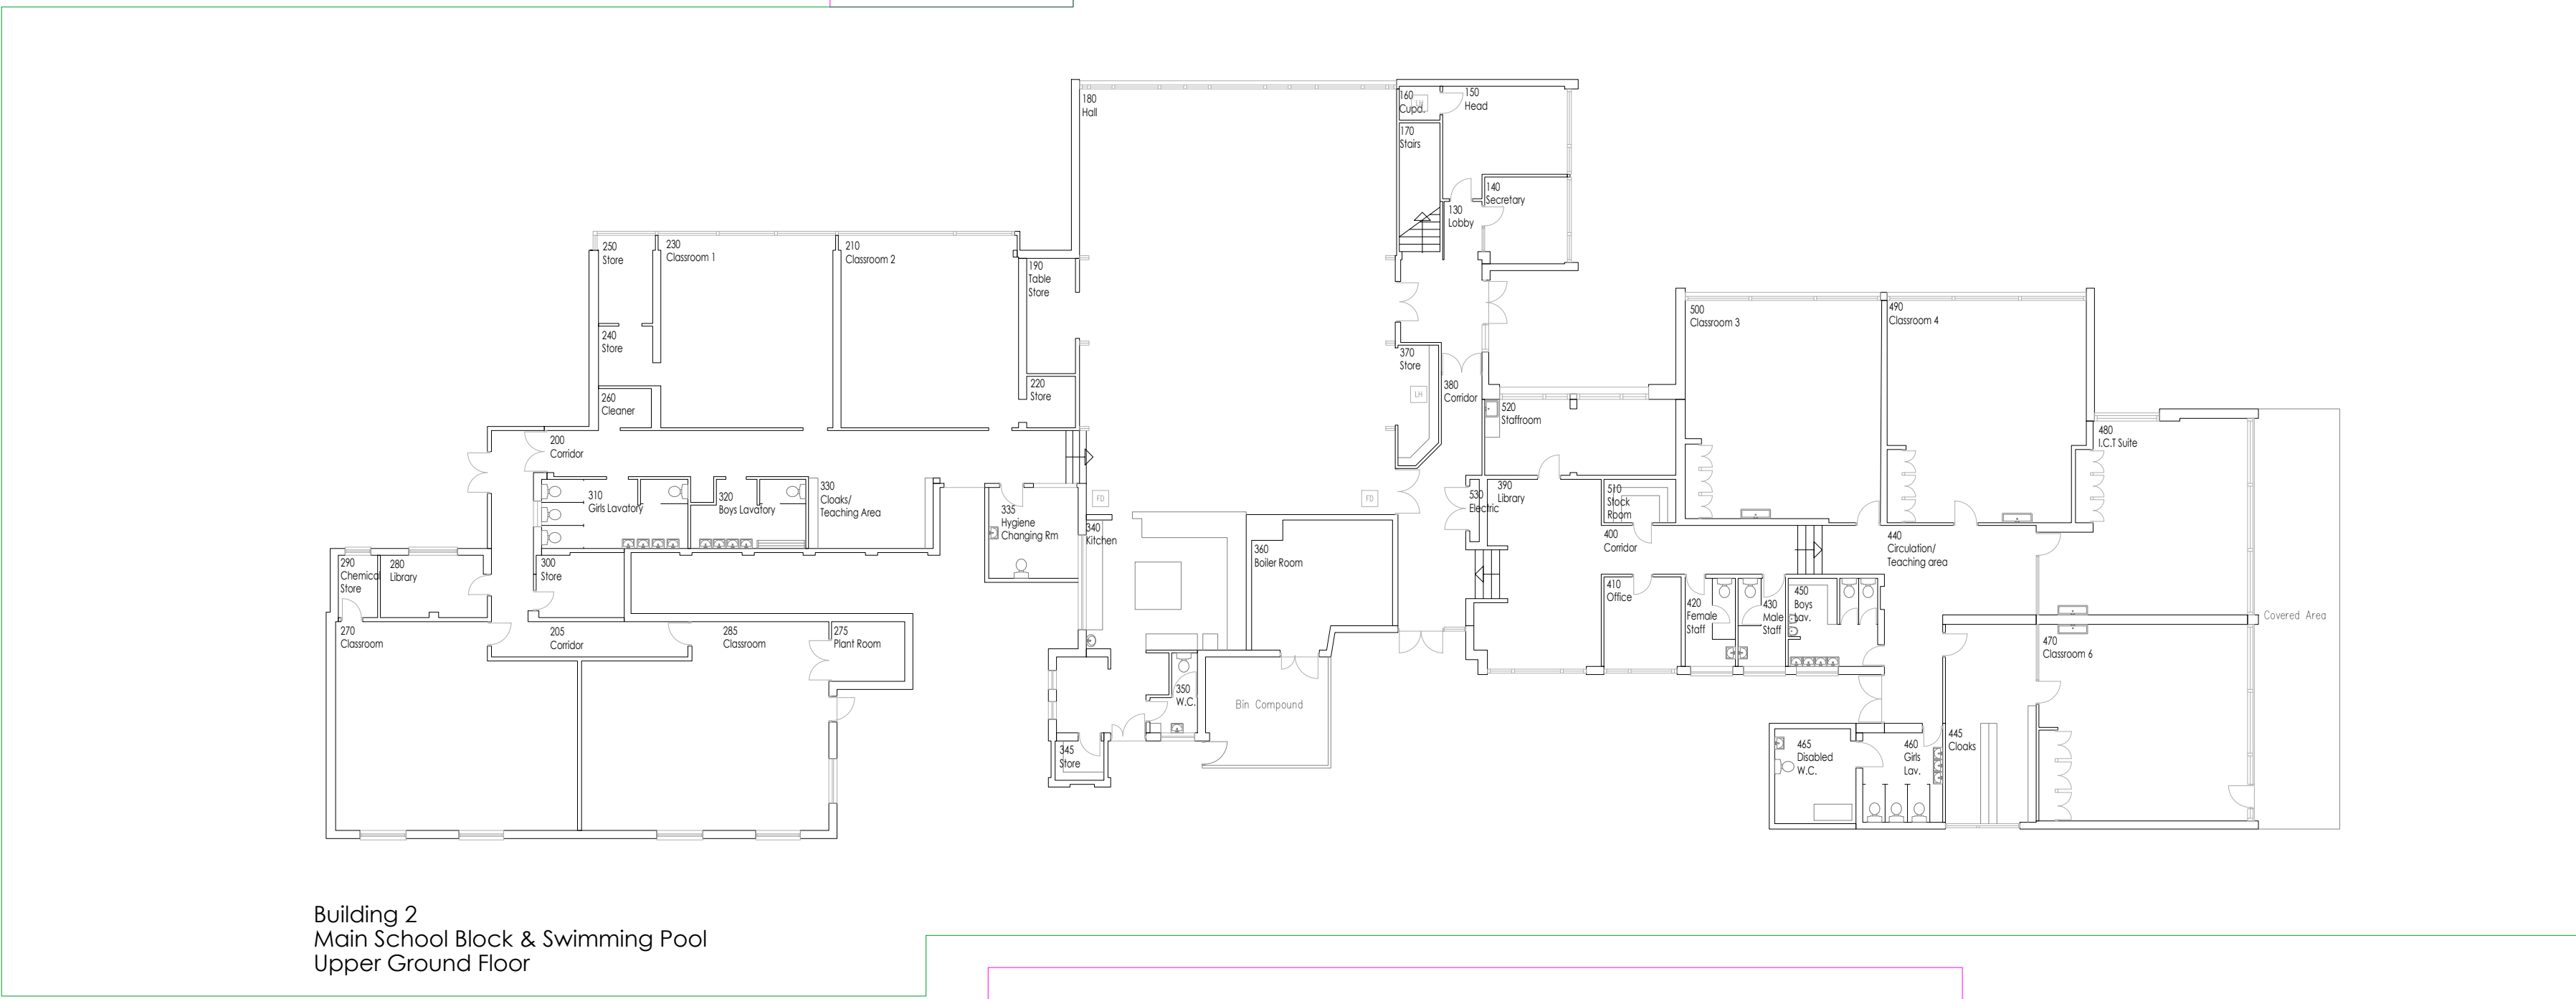 180
Hall
160
Cupd.
LH
150
Head
170
Stairs
140
Secretary
130
Lobby
250
Store
230
Classroom 1
210
Classroom 2
190
Table
Store
240
Store
220
Store
260
Cleaner
200
Corridor
370
Store
LH
380
Corridor
500
Classroom 3
490
Classroom 4
520
Staffroom
480
I.C.T Suite
310
Girls Lavatory
320
Boys Lavatory
330
Cloaks/
Teaching Area
335
Hygiene
Changing Rm
FD
FD
340
Kitchen
530
Electric
390
Library
510
Stock
Room
400
Corridor
440
Circulation/
Teaching area
290
Chemical
Store
280
Library
300
Store
360
Boiler Room
410
Office
420
Female
Staff
430
Male
Staff
450
Boys
Lav.
Covered Area
270
Classroom
205
Corridor
285
Classroom
275
Plant Room
470
Classroom 6
350
W.C.
Bin Compound
345
Store
465
Disabled
W.C.
460
Girls
Lav.
445
Cloaks
Building 2
Main School Block & Swimming Pool
Upper Ground Floor